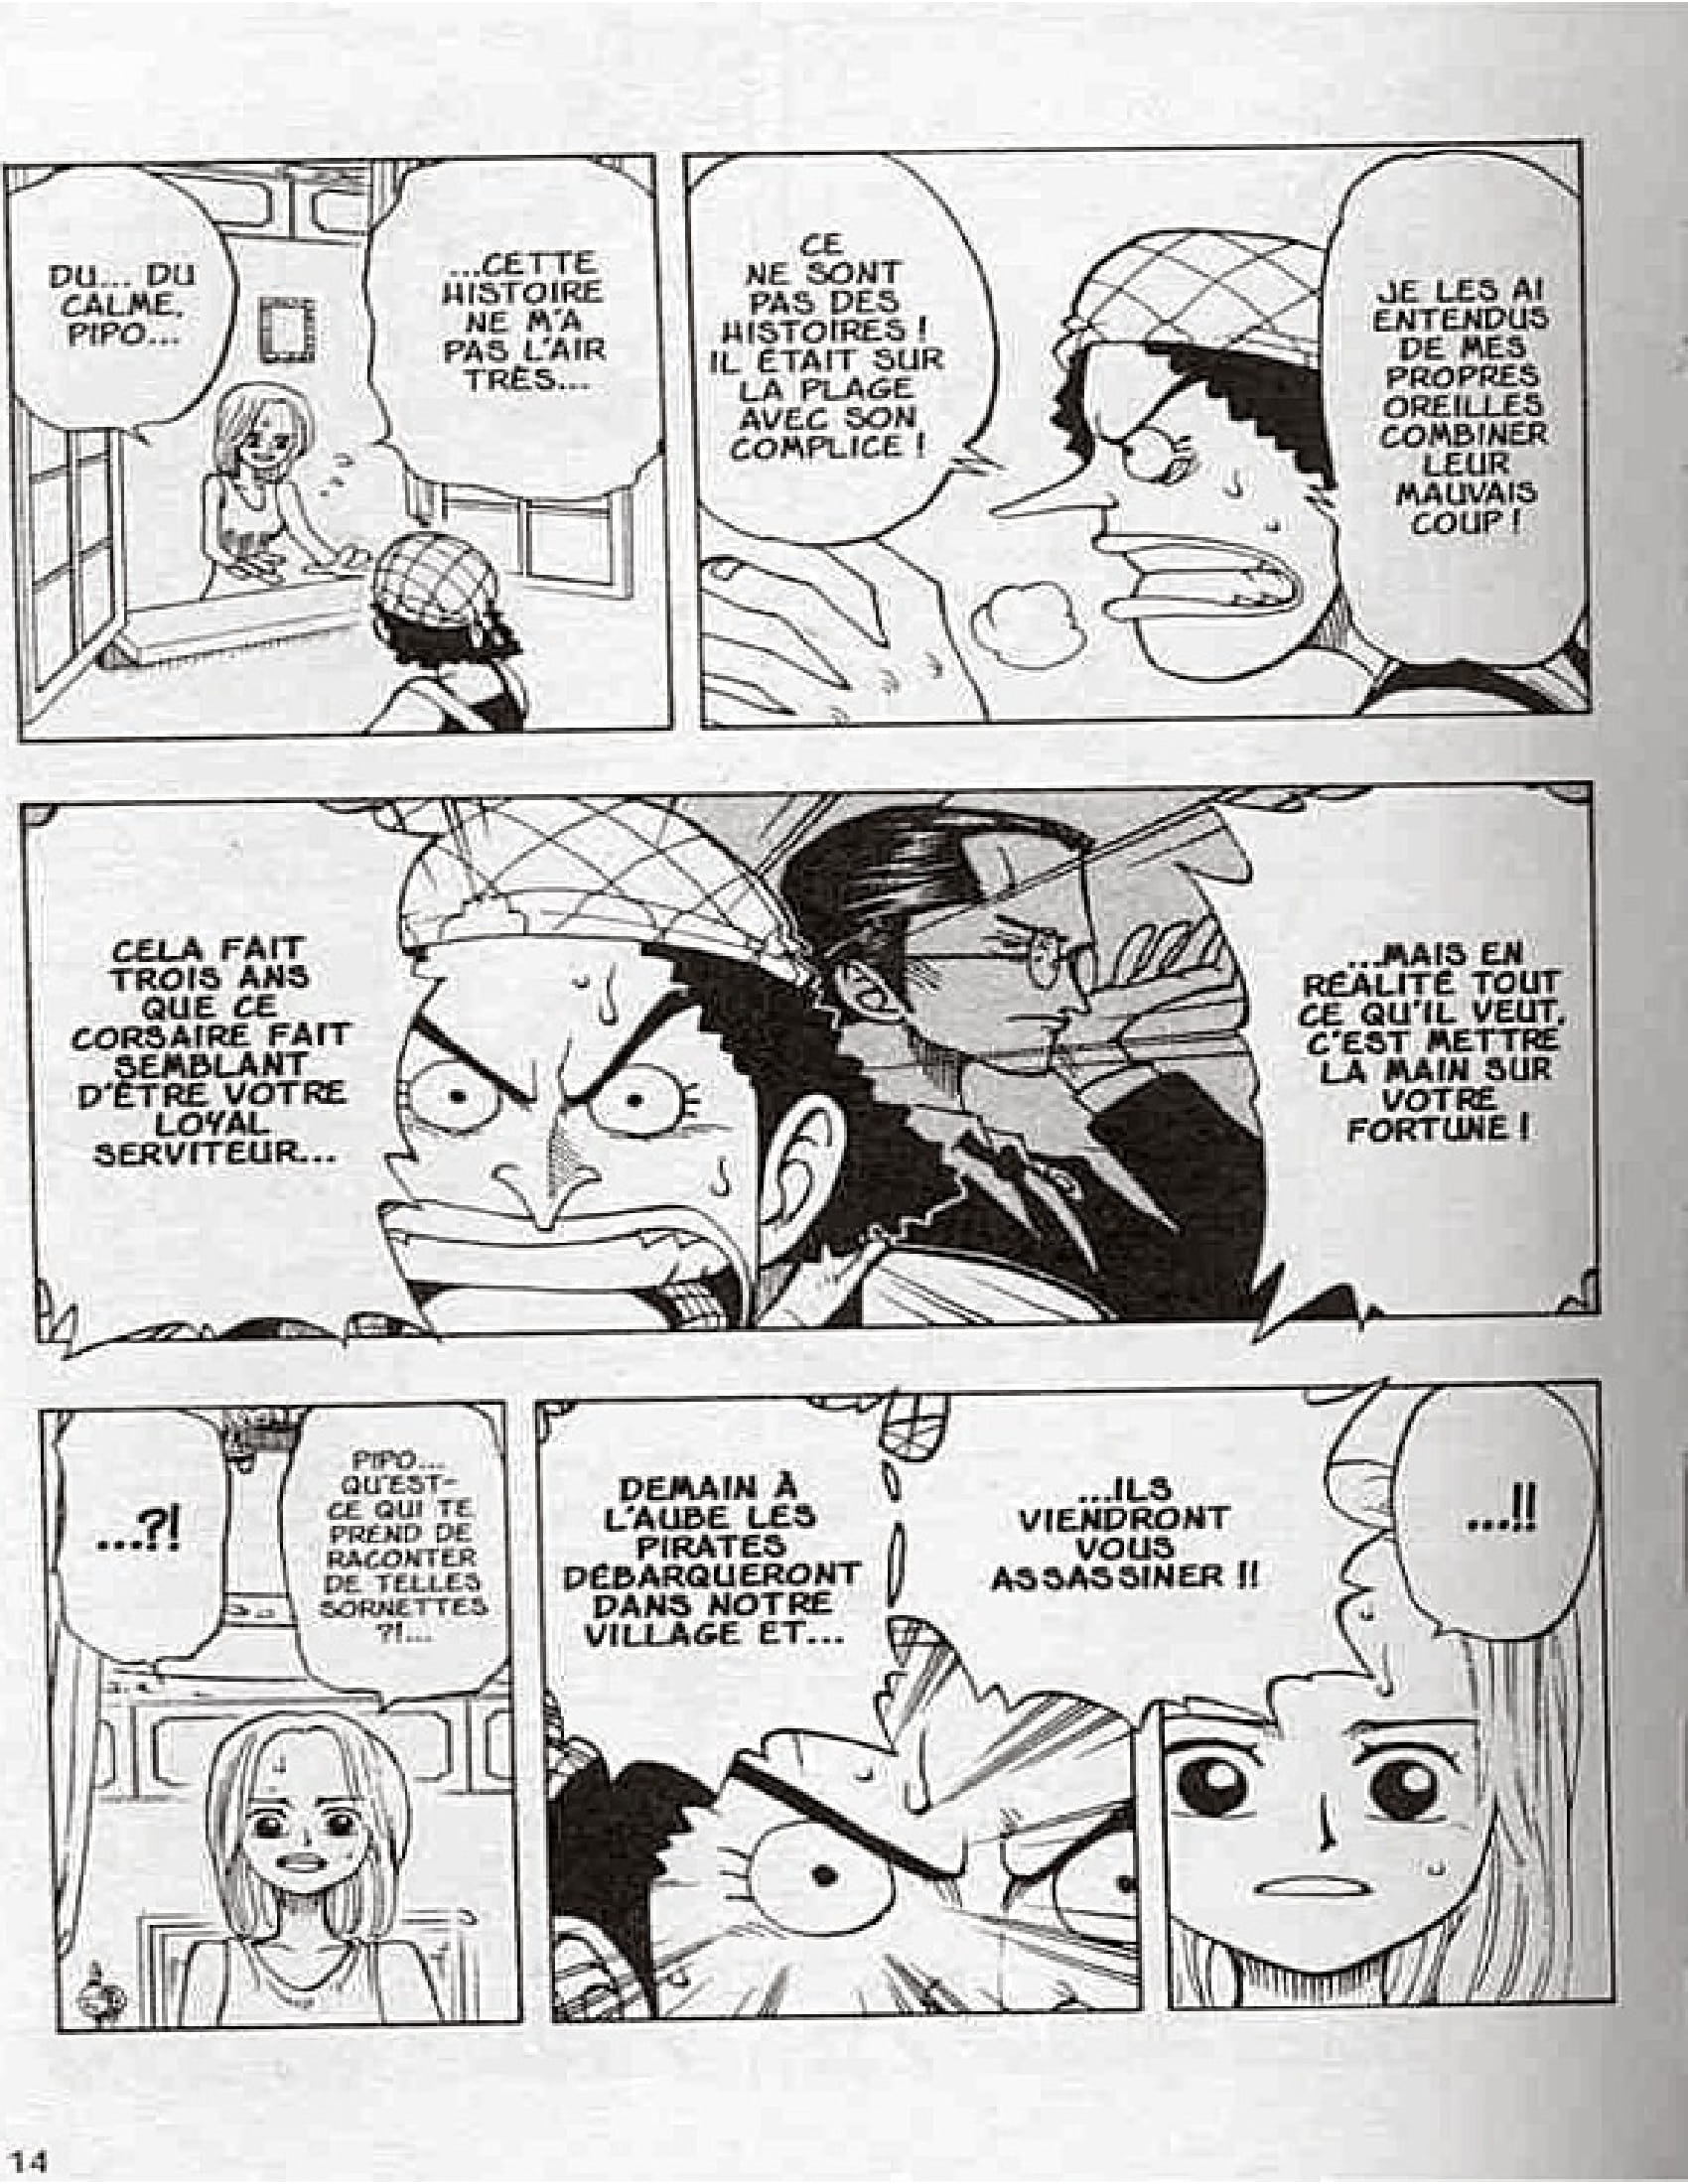 DU... DU
CALME,
PIPO...
...CETTE
HISTOIRE
NE M'A
PAS L'AIR
TRÈS...
CE
NE SONT
PAS DES
HISTOIRES !
IL ÉTAIT SUR
LA PLAGE
AVEC SON
COMPLICE !
JE LES AI
ENTENDUS
DE MES
PROPRES
OREILLES
COMBINER
LEUR
MAUVAIS
COUP !
CELA FAIT
TROIS ANS
QUE CE
CORSAIRE FAIT
SEMBLANT
D'ÊTRE VOTRE
LOYAL
SERVITEUR...
...MAIS EN
RÉALITÉ TOUT
CE QU'IL VEUT,
C'EST METTRE
LA MAIN SUR
VOTRE
FORTUNE !
...?!
PIPO...
QU'EST-
CE QUI TE
PREND DE
RACONTER
DE TELLES
SORNETTES
?!...
DEMAIN À
L'AUBE LES
PIRATES
DÉBARQUERONT
DANS NOTRE
VILLAGE ET...
...ILS
VIENDRONT
VOUS
ASSASSINER !!
...!!
14